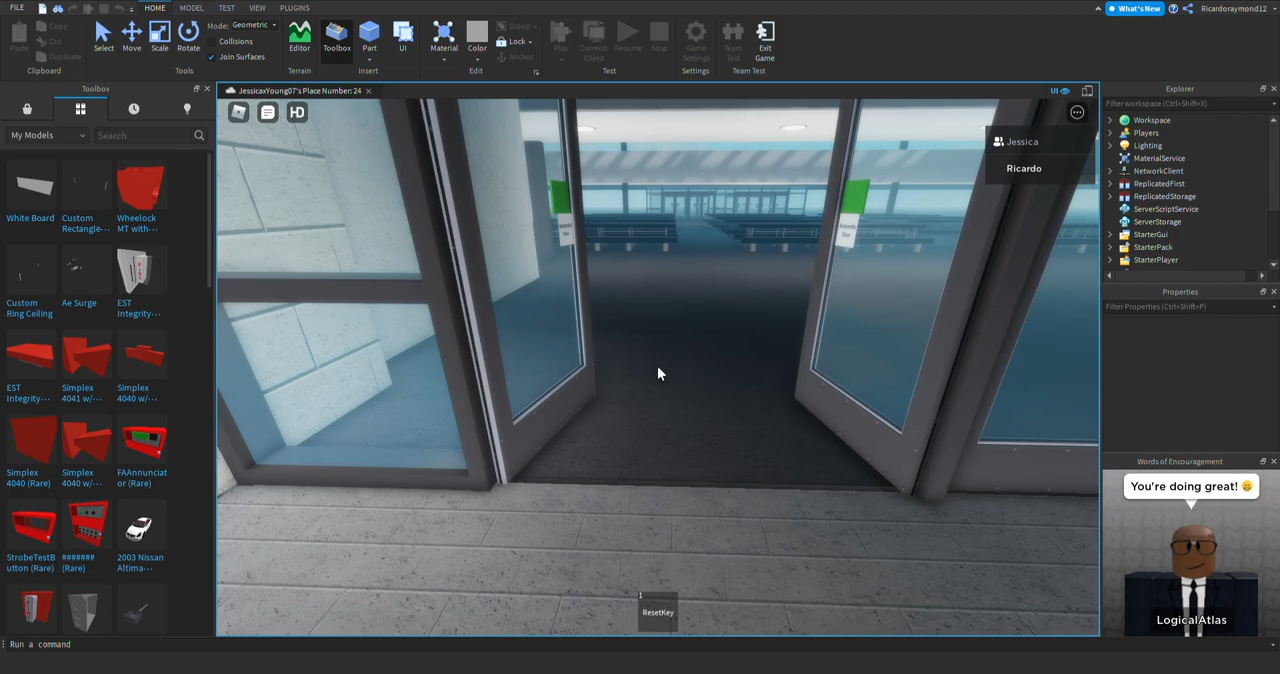 FILE
HOME
MODEL
TEST
VIEW
PLUGINS
What's New
Ricardoraymond12
Paste
Copy
Cut
Duplicate
Clipboard
Select
Move
Scale
Rotate
Mode: Geometric
Collisions
Join Surfaces
Tools
Editor
Terrain
Toolbox
Part
UI
Insert
Material
Color
Group
Lock
Anchor
Edit
Play
Current:
Client
Resume
Stop
Test
Game
Settings
Settings
Team
Test
Exit
Game
Team Test
Toolbox
My Models
Search
White Board
Custom
Rectangle···
Wheelock
MT with···
Custom
Ring Ceiling
Ae Surge
EST
Integrity···
EST
Integrity···
Simplex
4041 w/···
Simplex
4040 w/···
Simplex
4040 (Rare)
Simplex
4040 w/···
FAAnnunciat
or (Rare)
StrobeTestB
utton (Rare)
#######
(Rare)
2003 Nissan
Altima···
JessicaxYoung07's Place Number: 24
UI
HD
Jessica
Ricardo
Automatic
Door
1
ResetKey
Explorer
Filter workspace (Ctrl+Shift+X)
Workspace
Players
Lighting
MaterialService
NetworkClient
ReplicatedFirst
ReplicatedStorage
ServerScriptService
ServerStorage
StarterGui
StarterPack
StarterPlayer
Properties
Filter Properties (Ctrl+Shift+P)
Words of Encouragement
You're doing great! 😄
LogicalAtlas
Run a command